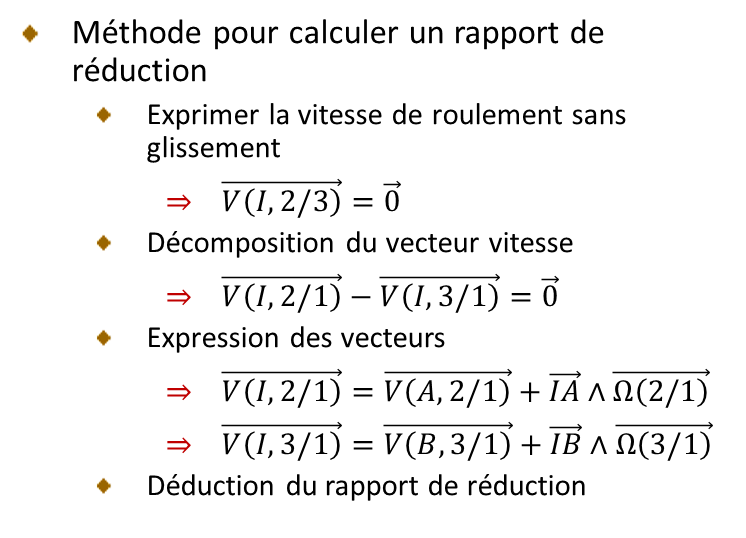 ◆ Méthode pour calculer un rapport de
réduction
◆ Exprimer la vitesse de roulement sans
glissement
⇒ $\overrightarrow{V(I,2/3)} = \vec{0}$
◆ Décomposition du vecteur vitesse
⇒ $\overrightarrow{V(I,2/1)} - \overrightarrow{V(I,3/1)} = \vec{0}$
◆ Expression des vecteurs
⇒ $\overrightarrow{V(I,2/1)} = \overrightarrow{V(A,2/1)} + \overrightarrow{IA} \wedge \overrightarrow{\Omega(2/1)}$
⇒ $\overrightarrow{V(I,3/1)} = \overrightarrow{V(B,3/1)} + \overrightarrow{IB} \wedge \overrightarrow{\Omega(3/1)}$
◆ Déduction du rapport de réduction